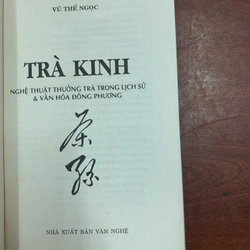 VŨ THẾ NGỌC
TRÀ KINH
NGHỆ THUẬT THƯỞNG TRÀ TRONG LỊCH SỬ
& VĂN HÓA ĐÔNG PHƯƠNG
茶
經
NHÀ XUẤT BẢN VĂN NGHỆ